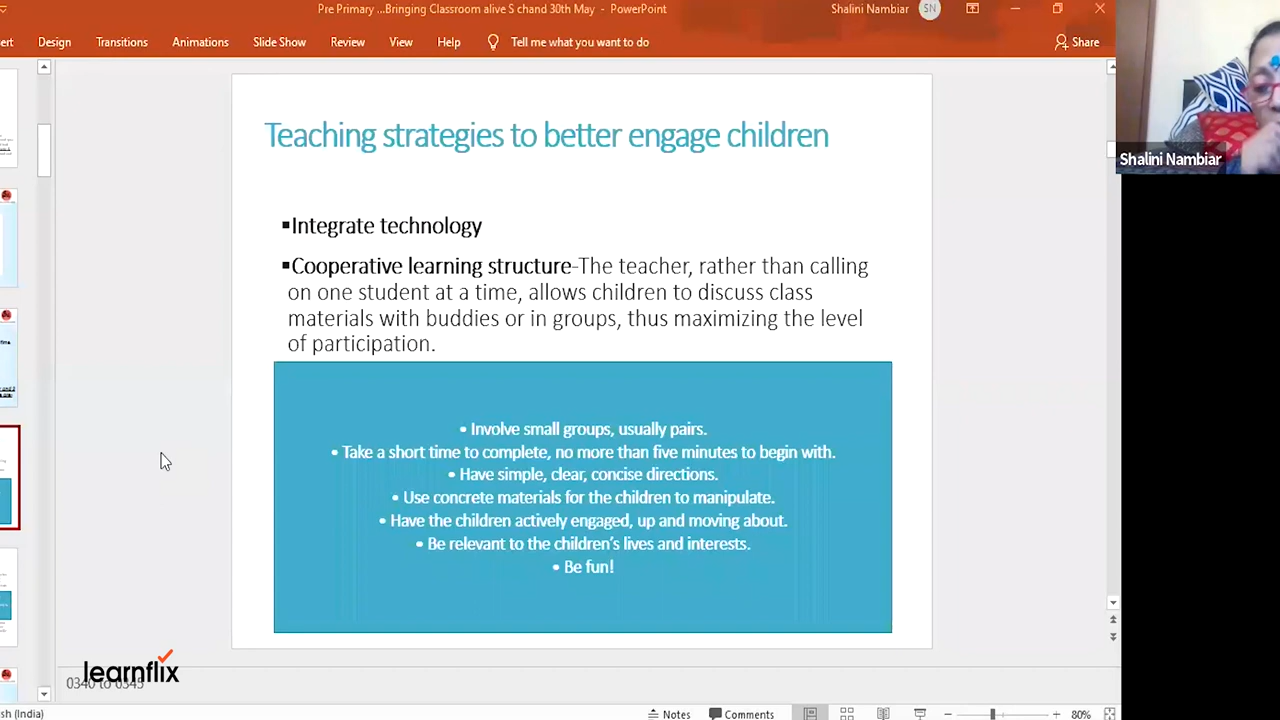 Pre Primary ...Bringing Classroom alive S chand 30th May - PowerPoint
Shalini Nambiar
SN
Design
Transitions
Animations
Slide Show
Review
View
Help
Tell me what you want to do
Share
Shalini Nambiar
Teaching strategies to better engage children
▪Integrate technology
▪Cooperative learning structure-The teacher, rather than calling
on one student at a time, allows children to discuss class
materials with buddies or in groups, thus maximizing the level
of participation.
• Involve small groups, usually pairs.
• Take a short time to complete, no more than five minutes to begin with.
• Have simple, clear, concise directions.
• Use concrete materials for the children to manipulate.
• Have the children actively engaged, up and moving about.
• Be relevant to the children's lives and interests.
• Be fun!
learnflix
0340 to 0345
(India)
Notes
Comments
80%